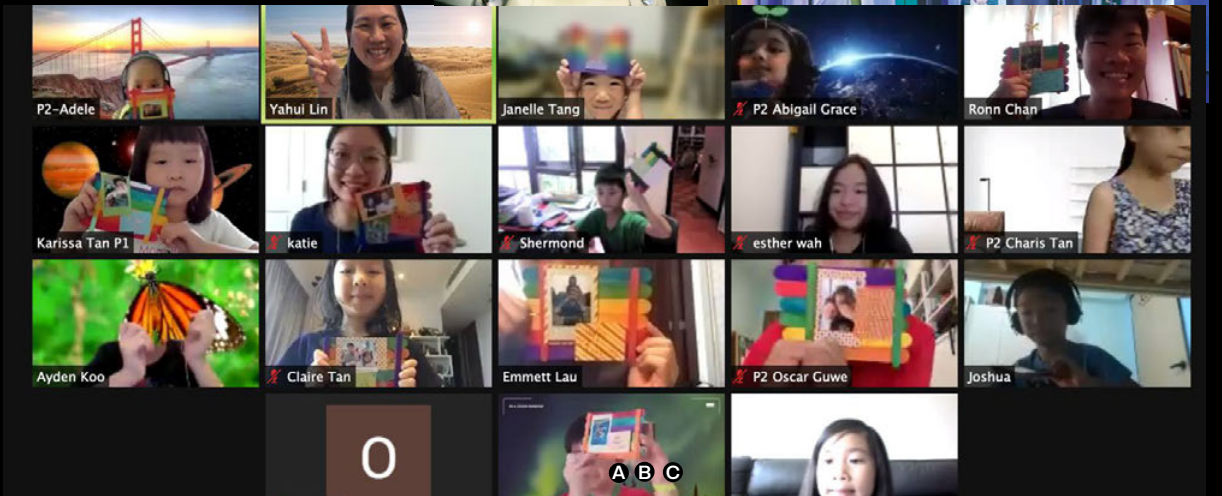 P2-Adele
Yahui Lin
Janelle Tang
P2 Abigail Grace
Ronn Chan
Karissa Tan P1
katie
Shermond
esther wah
P2 Charis Tan
Ayden Koo
Claire Tan
Emmett Lau
P2 Oscar Guwe
Joshua
O
A B C